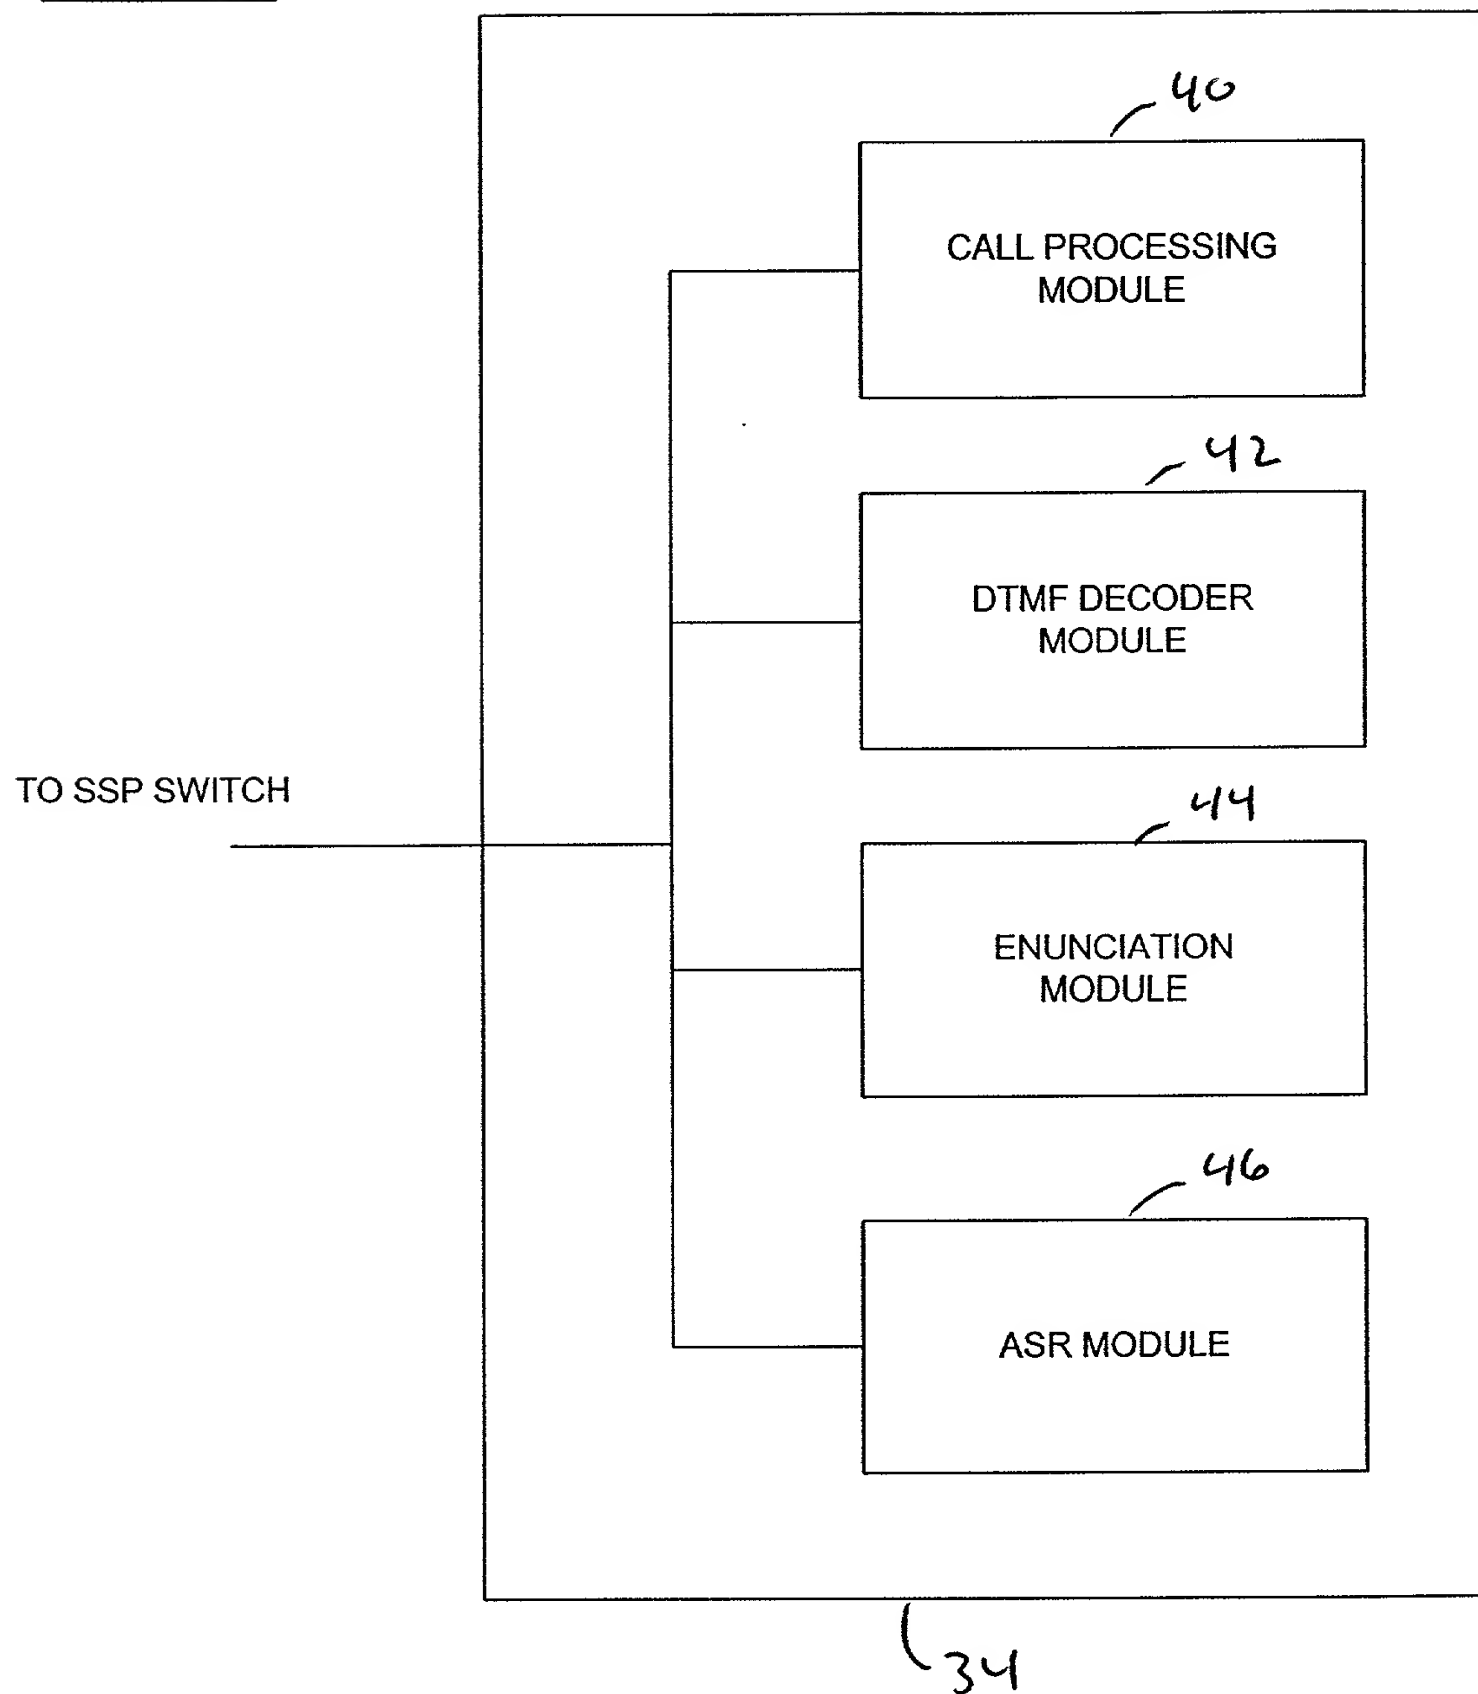 40
CALL PROCESSING
MODULE
42
DTMF DECODER
MODULE
TO SSP SWITCH
44
ENUNCIATION
MODULE
46
ASR MODULE
34